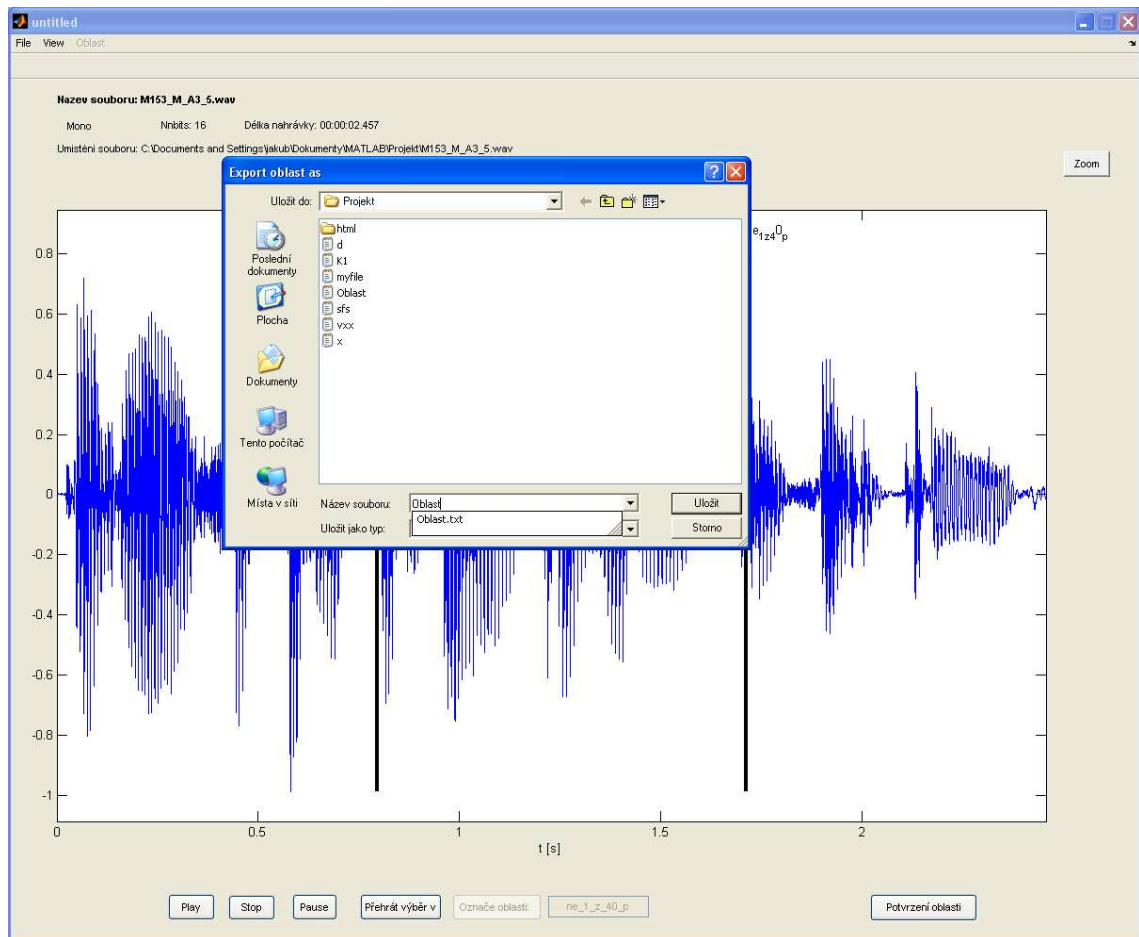 untitled
File View Oblast
Nazev souboru: M153_M_A3_5.wav
Mono Nnbits: 16 Délka nahrávky: 00:00:02.457
Umisténi souboru: C:\Documents and Settings\jakub\Dokumenty\MATLAB\Projekt\M153_M_A3_5.wav
Zoom
Export oblast as
Uložit do: Projekt
html
d
K1
myfile
Oblast
sfs
vxx
x
Poslední
dokumenty
Plocha
Dokumenty
Tento počítač
Místa v síti
Název souboru: Oblast
Uložit
Oblast.txt
Uložit jako typ:
Storno
e1z40p
0.8
0.6
0.4
0.2
0
-0.2
-0.4
-0.6
-0.8
-1
0 0.5 1 1.5 2
t [s]
Play Stop Pause Přehrát výběr v Označe oblasti: ne_1_z_40_p Potvrzení oblasti